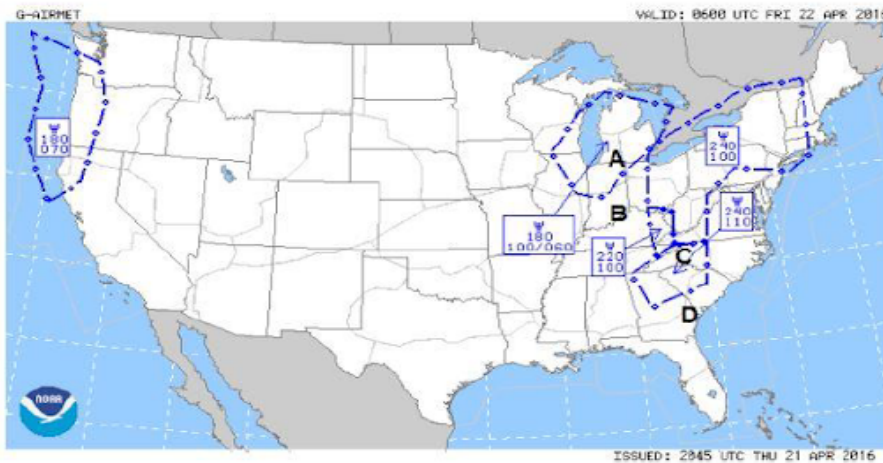 G-AIRMET
VALID: 0600 UTC FRI 22 APR 2016
180
070
A
240
100
B
180
100/060
240
110
220
100
C
D
NOAA
ISSUED: 2045 UTC THU 21 APR 2016